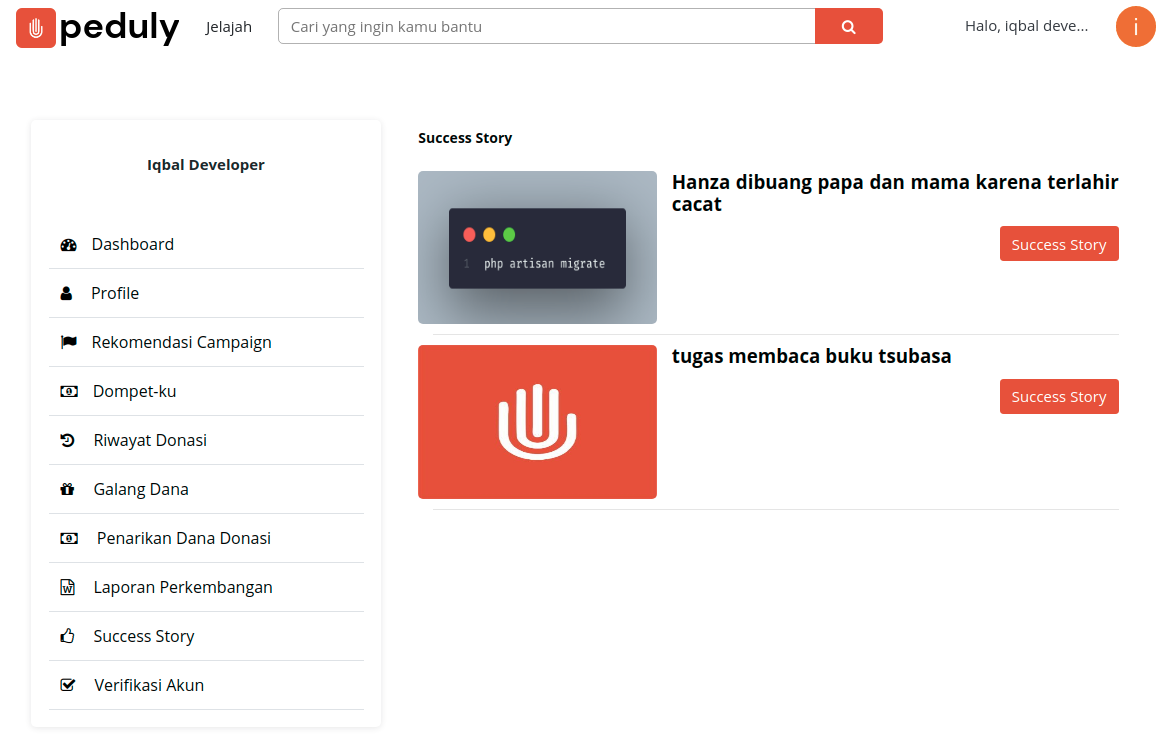 peduly
Jelajah
Cari yang ingin kamu bantu
Halo, iqbal deve...
i
Iqbal Developer
Dashboard
Profile
Rekomendasi Campaign
Dompet-ku
Riwayat Donasi
Galang Dana
Penarikan Dana Donasi
Laporan Perkembangan
Success Story
Verifikasi Akun
Success Story
1 php artisan migrate
Hanza dibuang papa dan mama karena terlahir
cacat
Success Story
tugas membaca buku tsubasa
Success Story